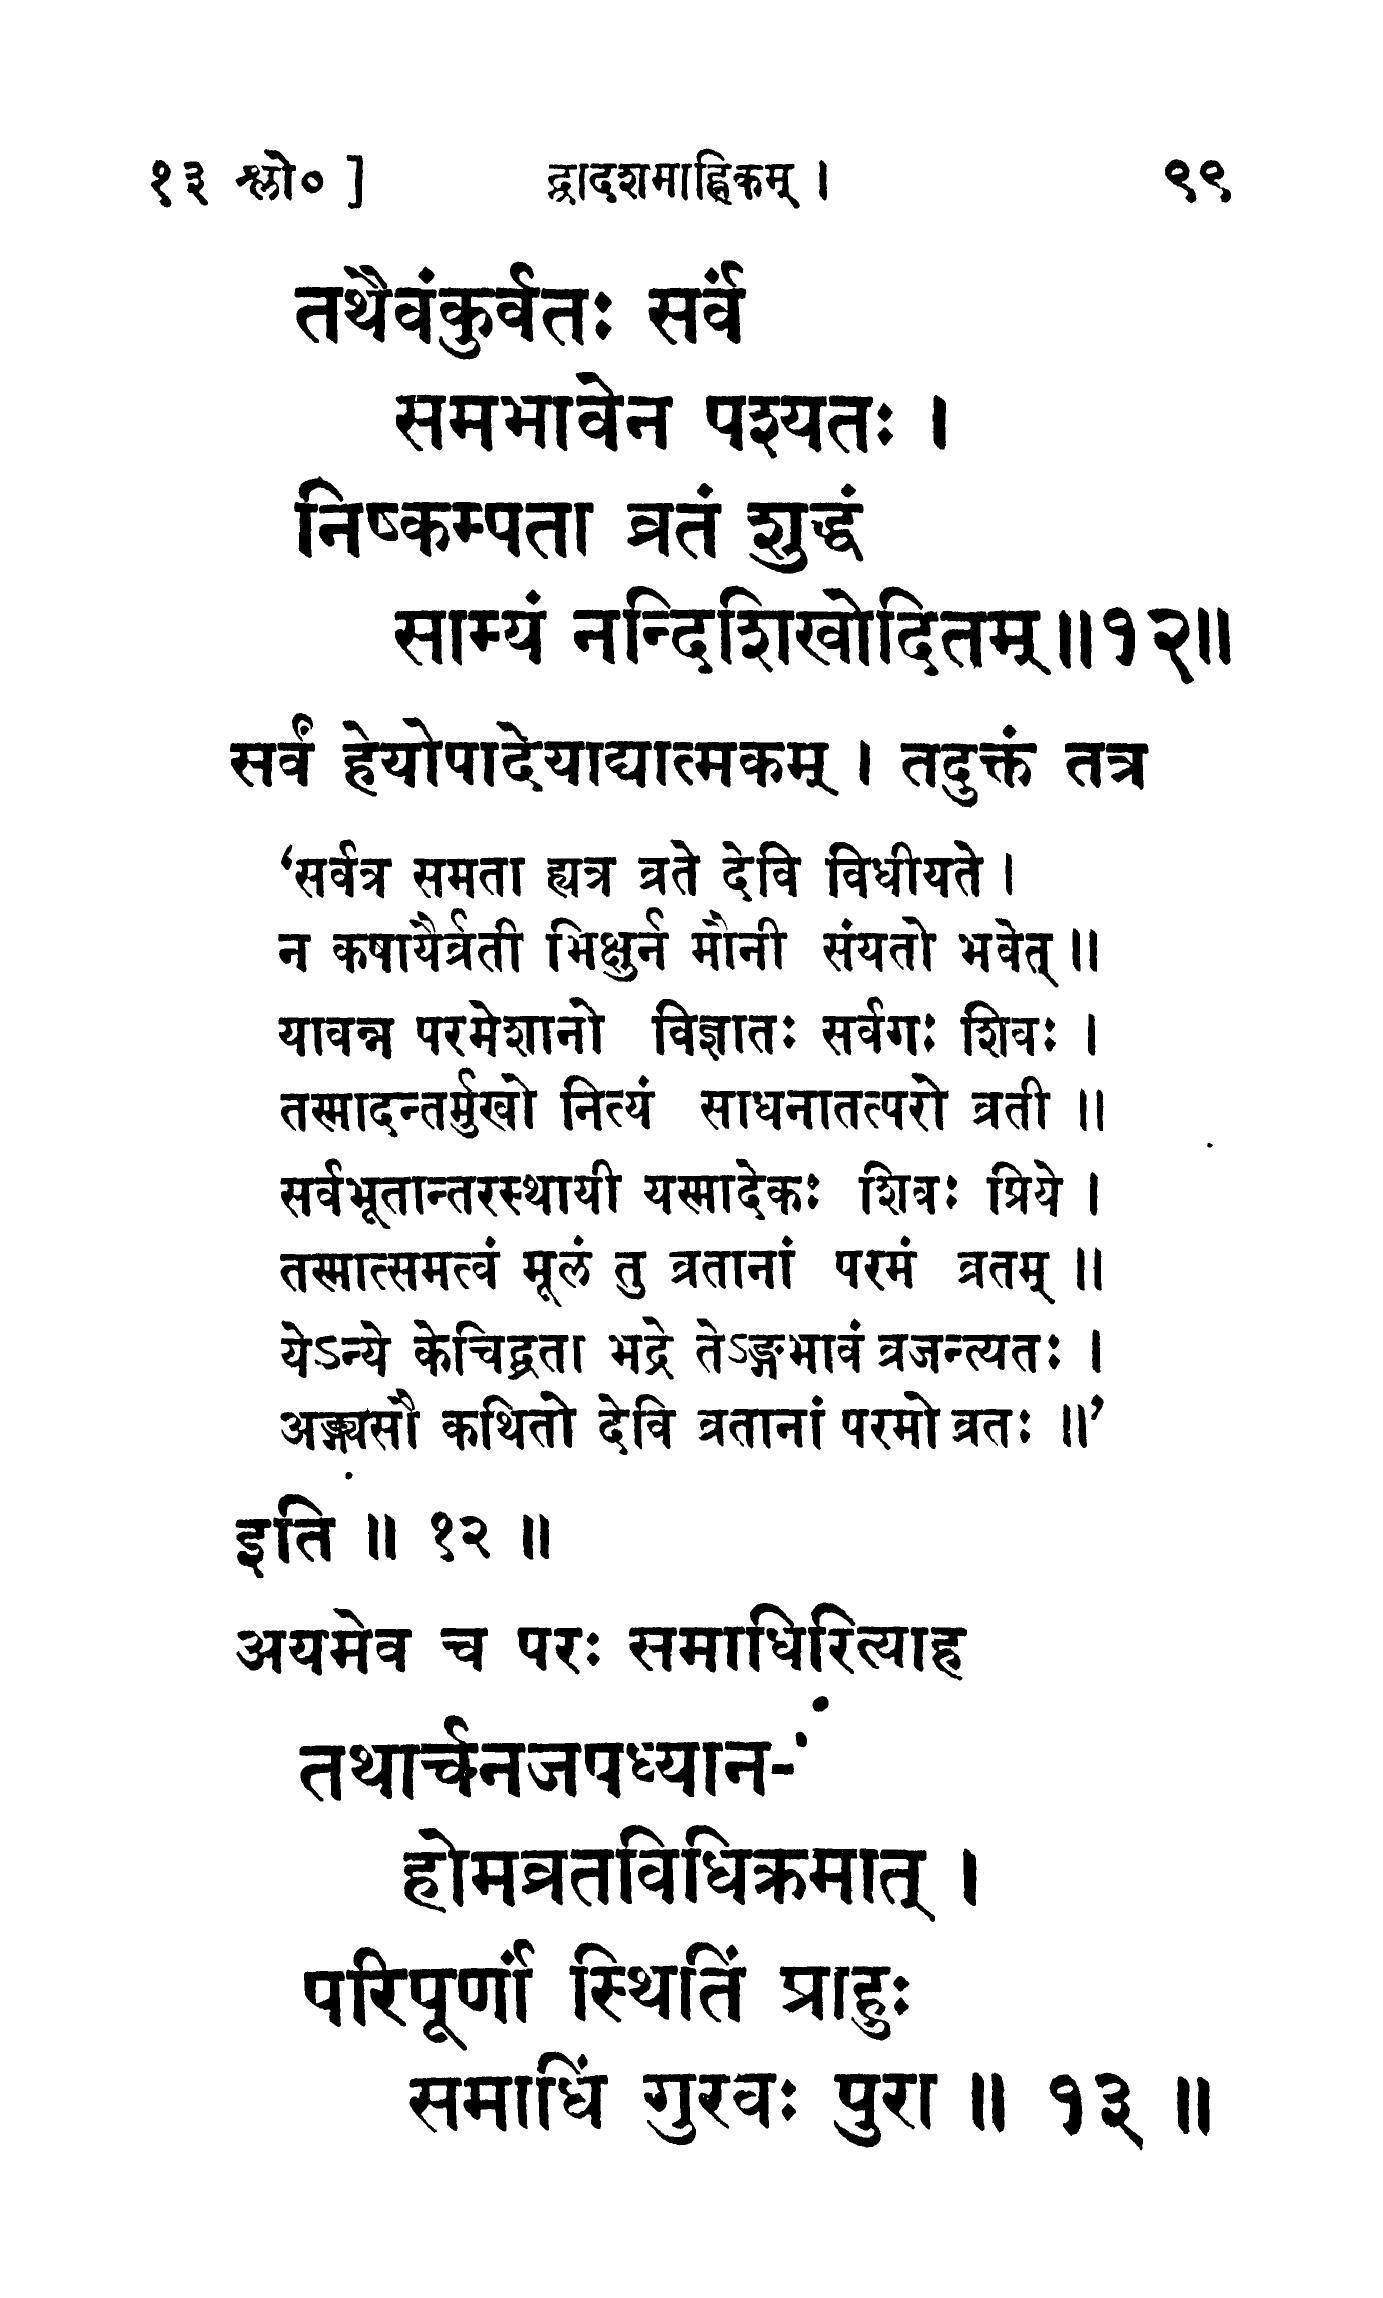 १३ श्लो० ] द्वादशमाह्निकम् । ९९
तथैवंकुर्वतः सर्वं
समभावेन पश्यतः ।
निष्कम्पता व्रतं शुद्धं
साम्यं नन्दिशिखोदितम्॥१२॥
सर्वं हेयोपादेयाद्यात्मकम् । तदुक्तं तत्र
‘सर्वत्र समता ह्यत्र व्रते देवि विधीयते ।
न कषायैर्व्रती भिक्षुर्न मौनी संयतो भवेत् ॥
यावन्न परमेशानो विज्ञातः सर्वगः शिवः ।
तस्मादन्तर्मुखो नित्यं साधनातत्परो व्रती ॥
सर्वभूतान्तरस्थायी यस्मादेकः शिवः प्रिये ।
तस्मात्समत्वं मूलं तु व्रतानां परमं व्रतम् ॥
येऽन्ये केचिद्व्रता भद्रे तेऽङ्गभावं व्रजन्त्यतः ।
अङ्ग्यसौ कथितो देवि व्रतानां परमो व्रतः ॥’
इति ॥ १२ ॥
अयमेव च परः समाधिरित्याह
तथार्चनजपध्यान-
होमव्रतविधिक्रमात् ।
परिपूर्णां स्थितिं प्राहुः
समाधिं गुरवः पुरा ॥ १३ ॥